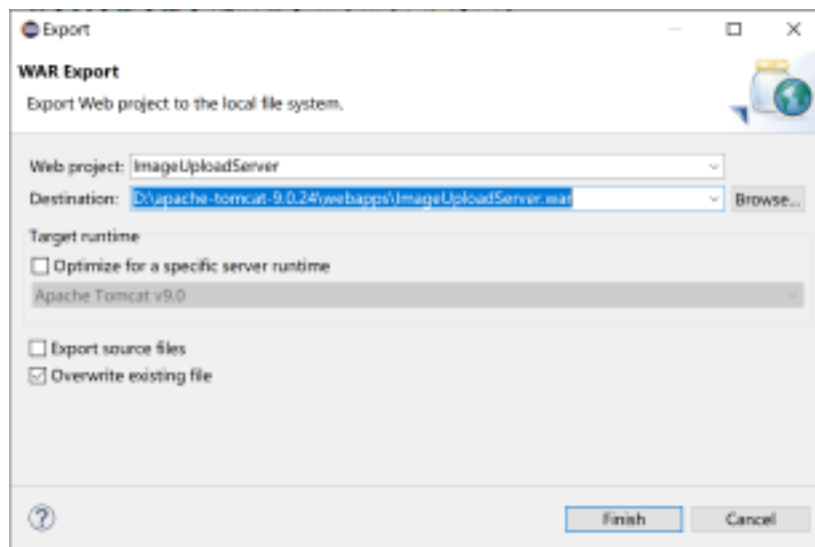 Export
WAR Export
Export Web project to the local file system.
Web project: ImageUploadServer
Destination: D:\apache-tomcat-9.0.24\webapps\ImageUploadServer.war
Browse...
Target runtime
Optimize for a specific server runtime
Apache Tomcat v9.0
Export source files
Overwrite existing file
?
Finish
Cancel